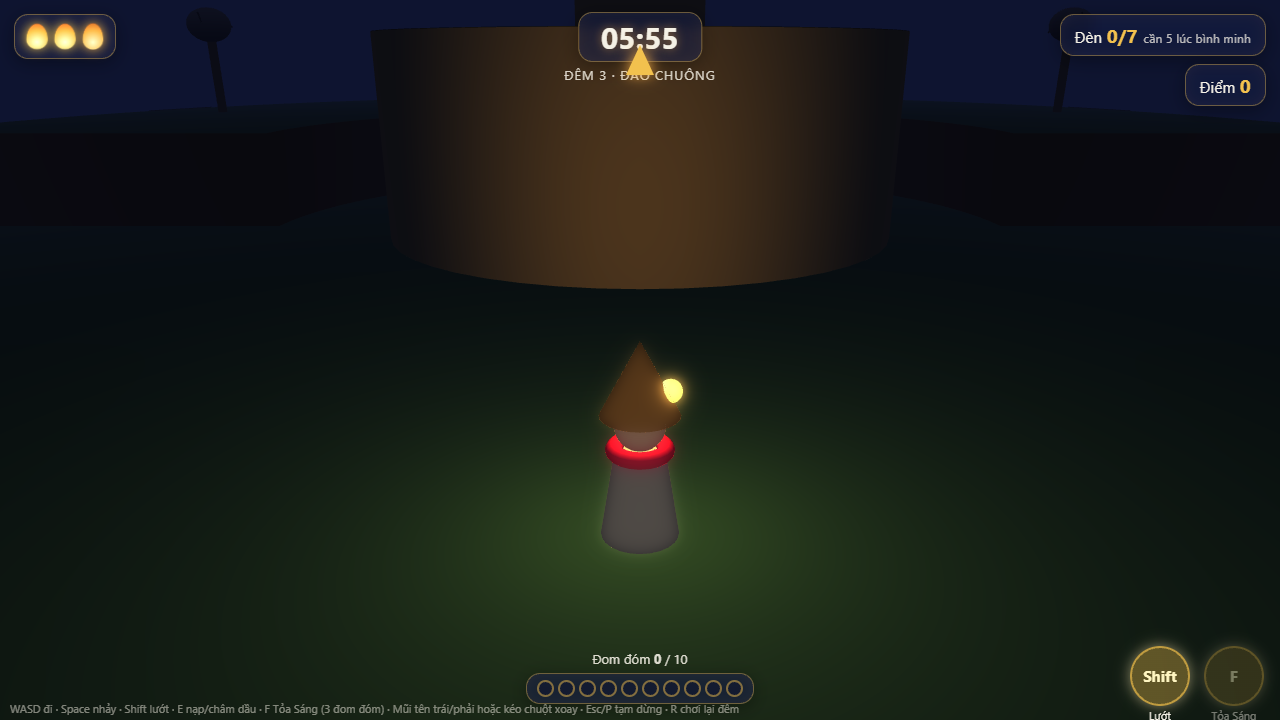 05:55
ĐÊM 3 · ĐẢO CHUÔNG
Đèn 0/7 cần 5 lúc bình minh
Điểm 0
Đom đóm 0 / 10
Shift
F
Lướt
Tỏa Sáng
WASD đi · Space nhảy · Shift lướt · E nạp/châm dầu · F Tỏa Sáng (3 đom đóm) · Mũi tên trái/phải hoặc kéo chuột xoay · Esc/P tạm dừng · R chơi lại đêm